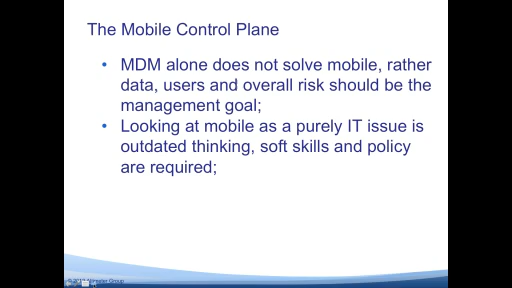 The Mobile Control Plane
• MDM alone does not solve mobile, rather
data, users and overall risk should be the
management goal;
• Looking at mobile as a purely IT issue is
outdated thinking, soft skills and policy
are required;
Group